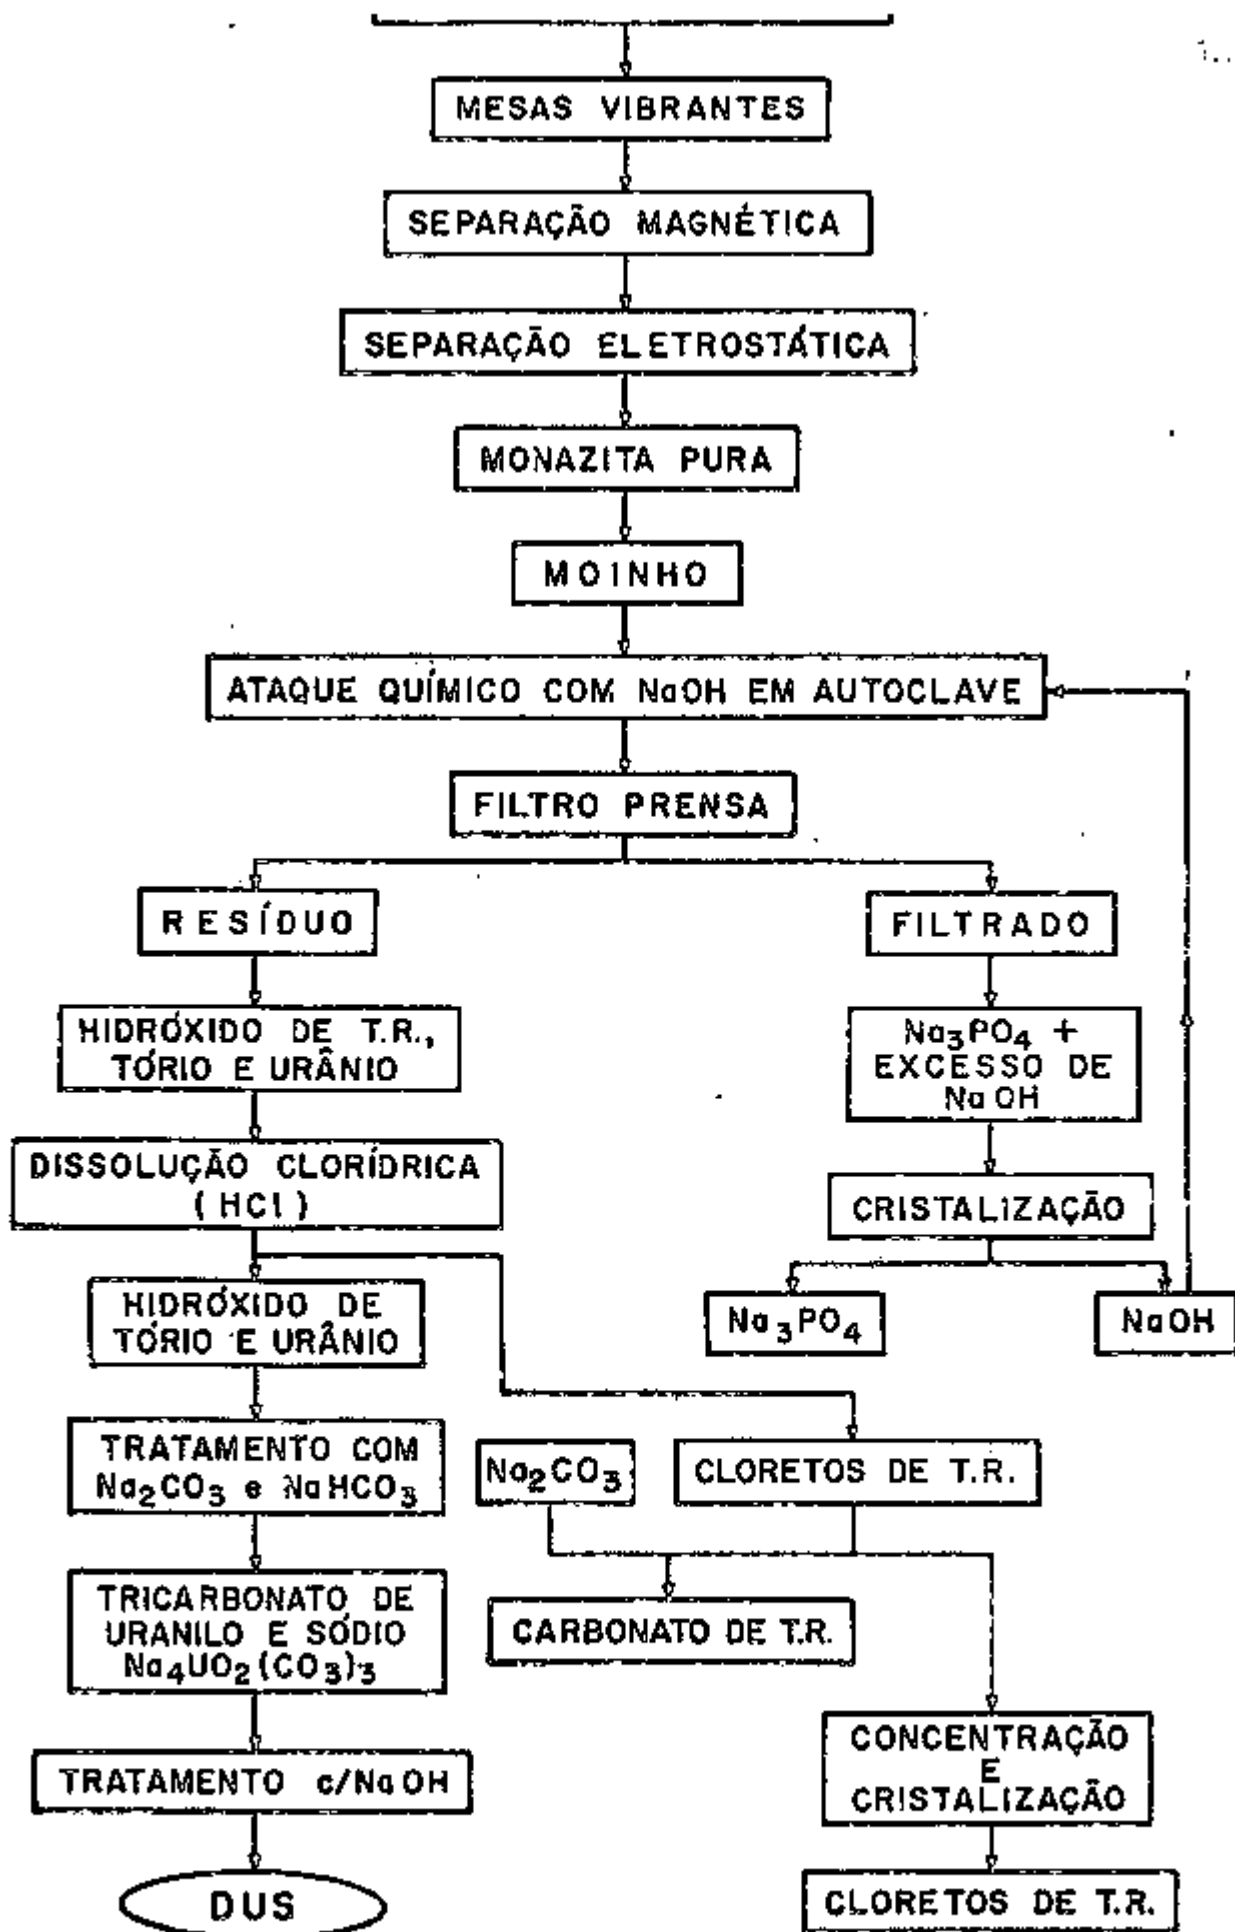 MESAS VIBRANTES
SEPARAÇÃO MAGNÉTICA
SEPARAÇÃO ELETROSTÁTICA
MONAZITA PURA
MOINHO
ATAQUE QUÍMICO COM NaOH EM AUTOCLAVE
FILTRO PRENSA
RESÍDUO
FILTRADO
HIDRÓXIDO DE T.R.,
TÓRIO E URÂNIO
Na₃PO₄ +
EXCESSO DE
NaOH
DISSOLUÇÃO CLORÍDRICA
(HCl)
CRISTALIZAÇÃO
HIDRÓXIDO DE
TÓRIO E URÂNIO
Na₃PO₄
NaOH
TRATAMENTO COM
Na₂CO₃ e NaHCO₃
Na₂CO₃
CLORETOS DE T.R.
TRICARBONATO DE
URANILO E SÓDIO
Na₄UO₂(CO₃)₃
CARBONATO DE T.R.
TRATAMENTO c/NaOH
CONCENTRAÇÃO
E
CRISTALIZAÇÃO
DUS
CLORETOS DE T.R.